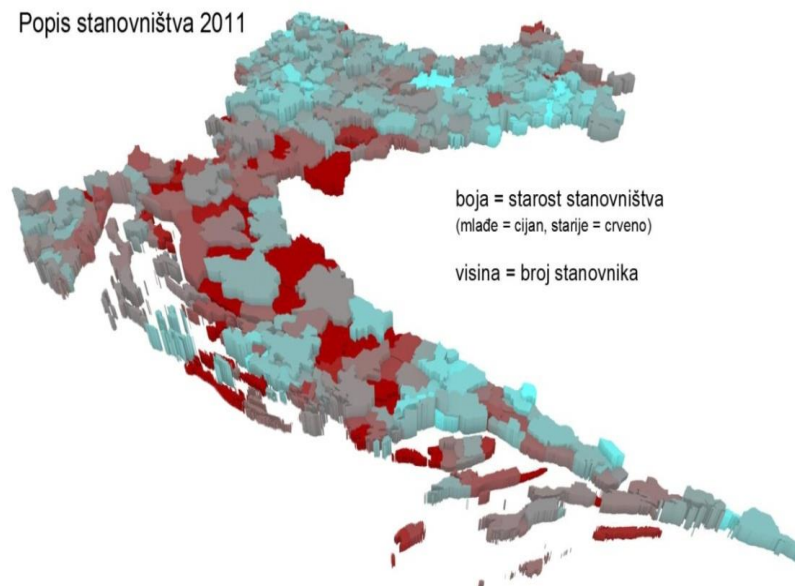 Popis stanovništva 2011
boja = starost stanovništva
(mlađe = cijan, starije = crveno)
visina = broj stanovnika